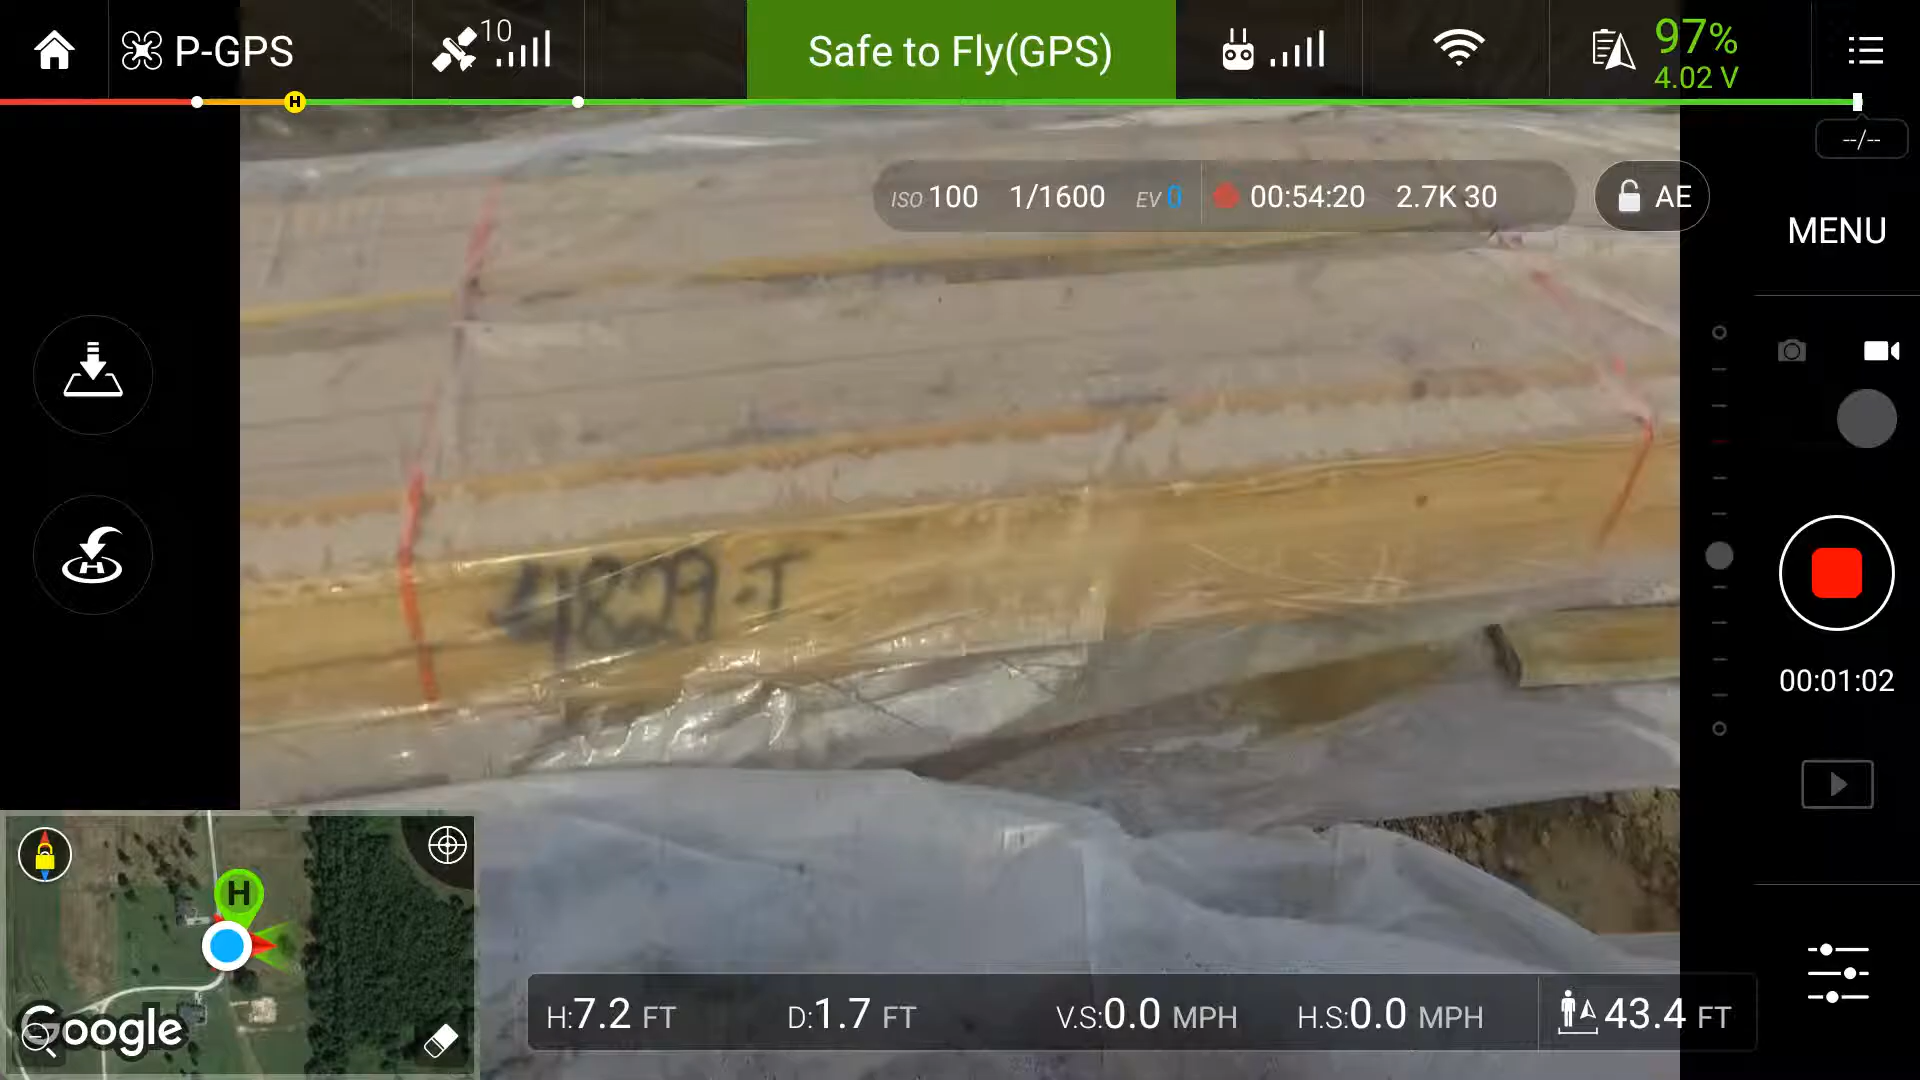 10
P-GPS
Safe to Fly(GPS)
97%
4.02 V
H
--/--
ISO 100 1/1600 EV 0 00:54:20 2.7K 30
AE
MENU
4829-J
00:01:02
H
Google
H:7.2 FT D:1.7 FT V.S:0.0 MPH H.S:0.0 MPH 43.4 FT